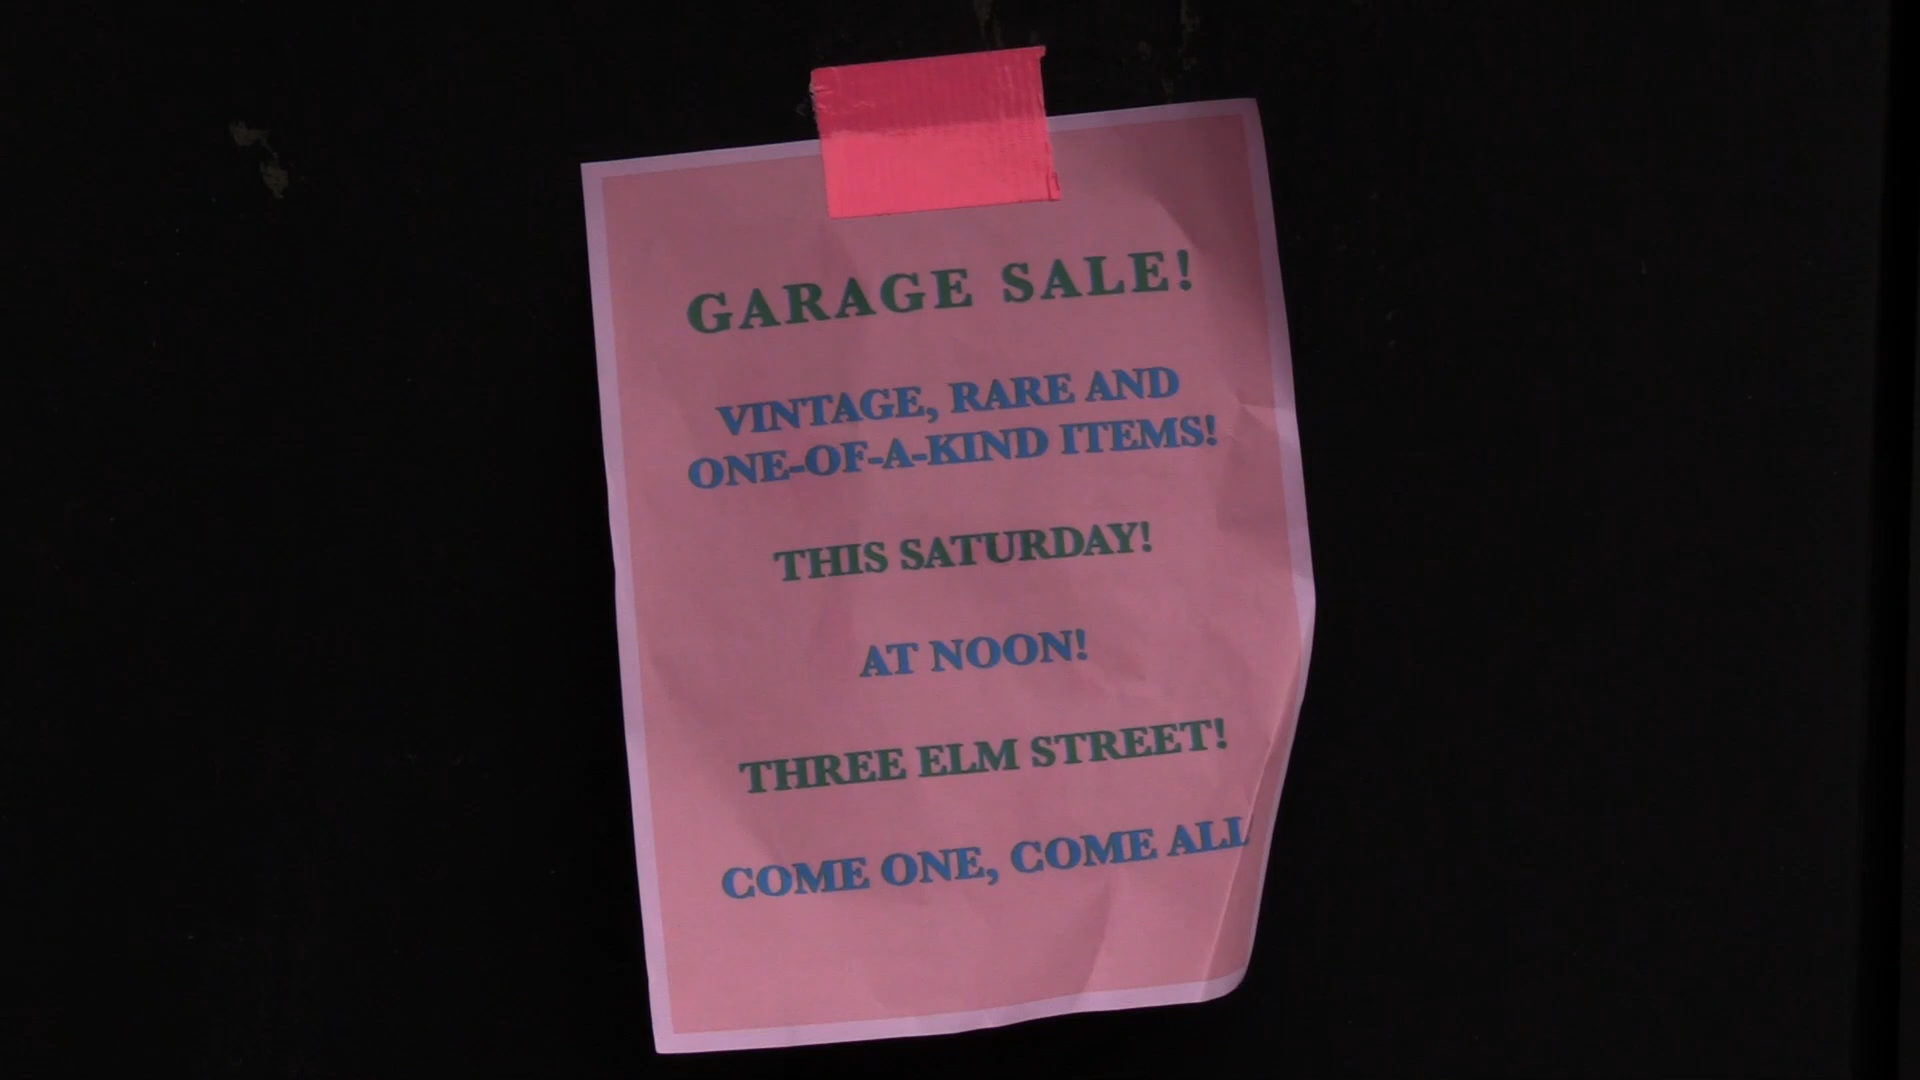 GARAGE SALE!
VINTAGE, RARE AND
ONE-OF-A-KIND ITEMS!
THIS SATURDAY!
AT NOON!
THREE ELM STREET!
COME ONE, COME ALL